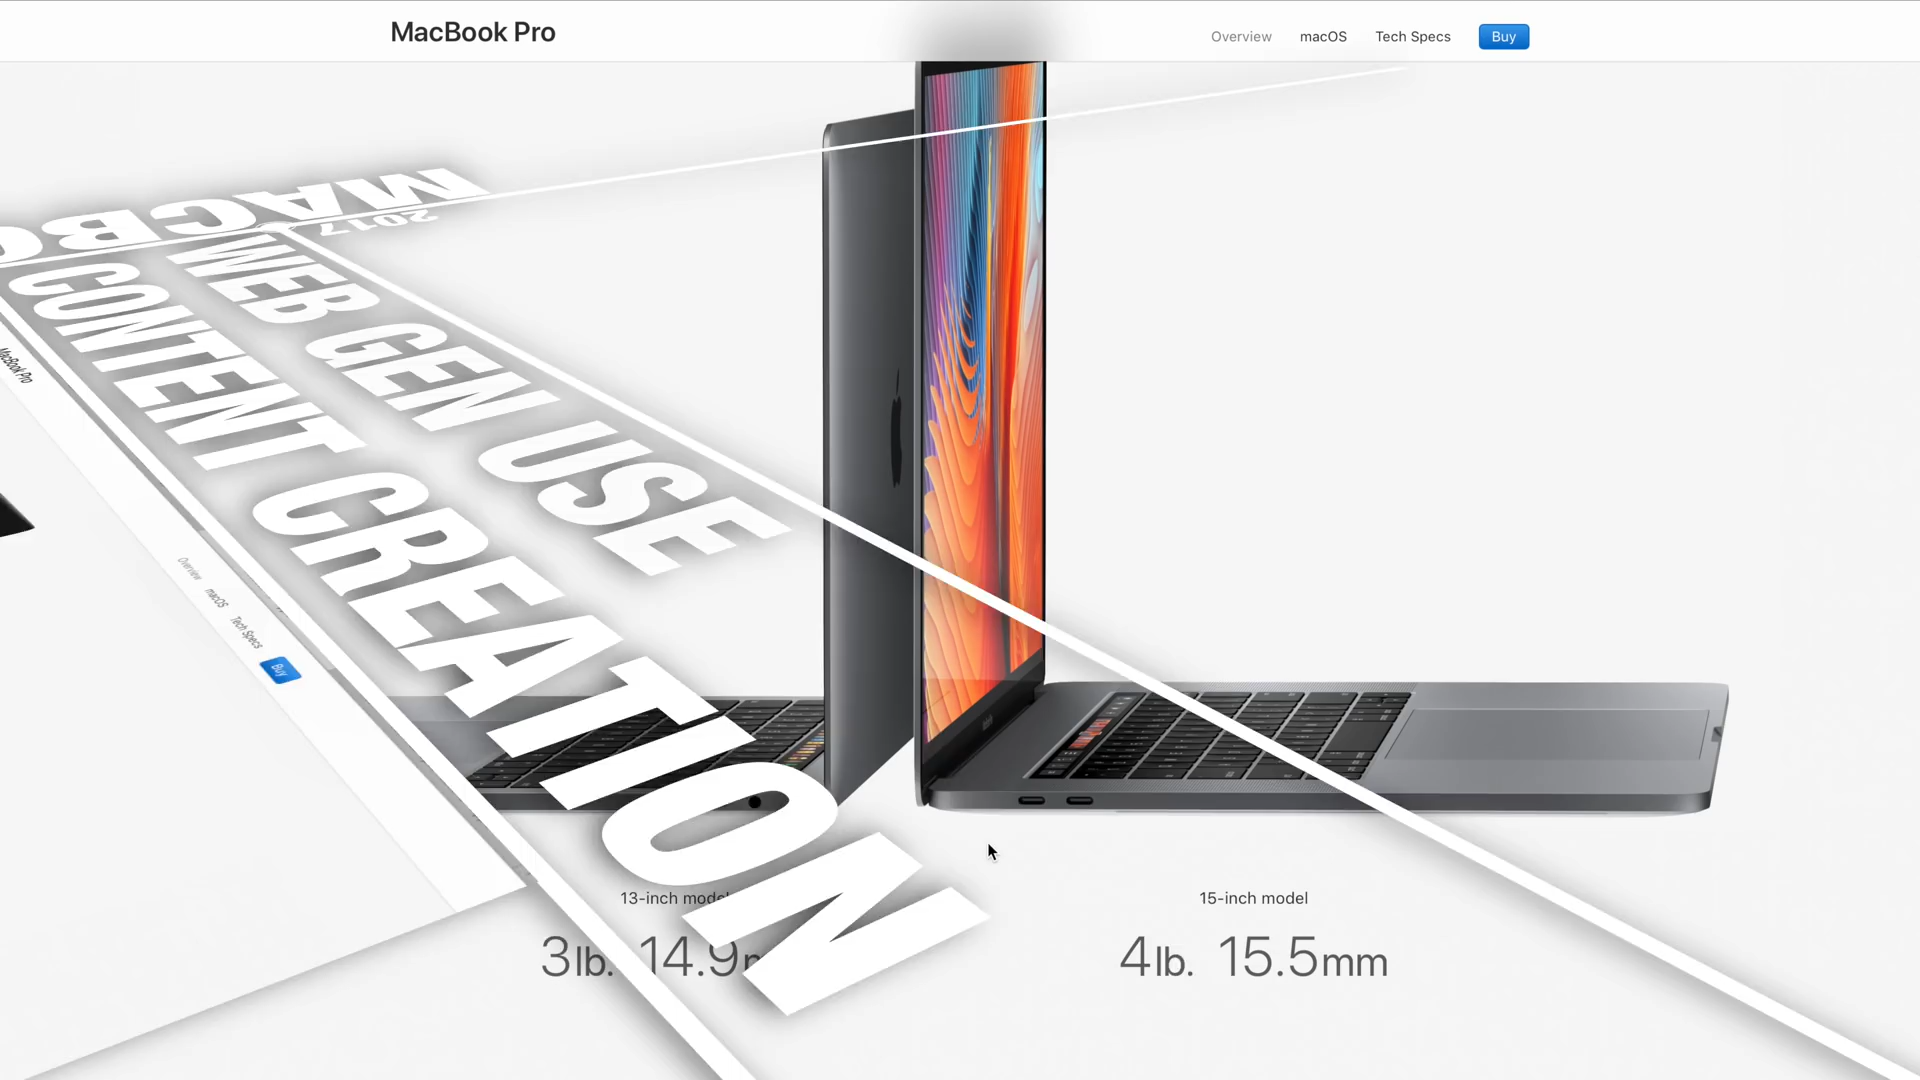 MacBook Pro
Overview macOS Tech Specs Buy
MACB
2017
WEB GEN USE
CONTENT CREATION
MacBook Pro
Overview macOS Tech Specs Buy
13-inch model
15-inch model
3lb. 14.9
4lb. 15.5mm